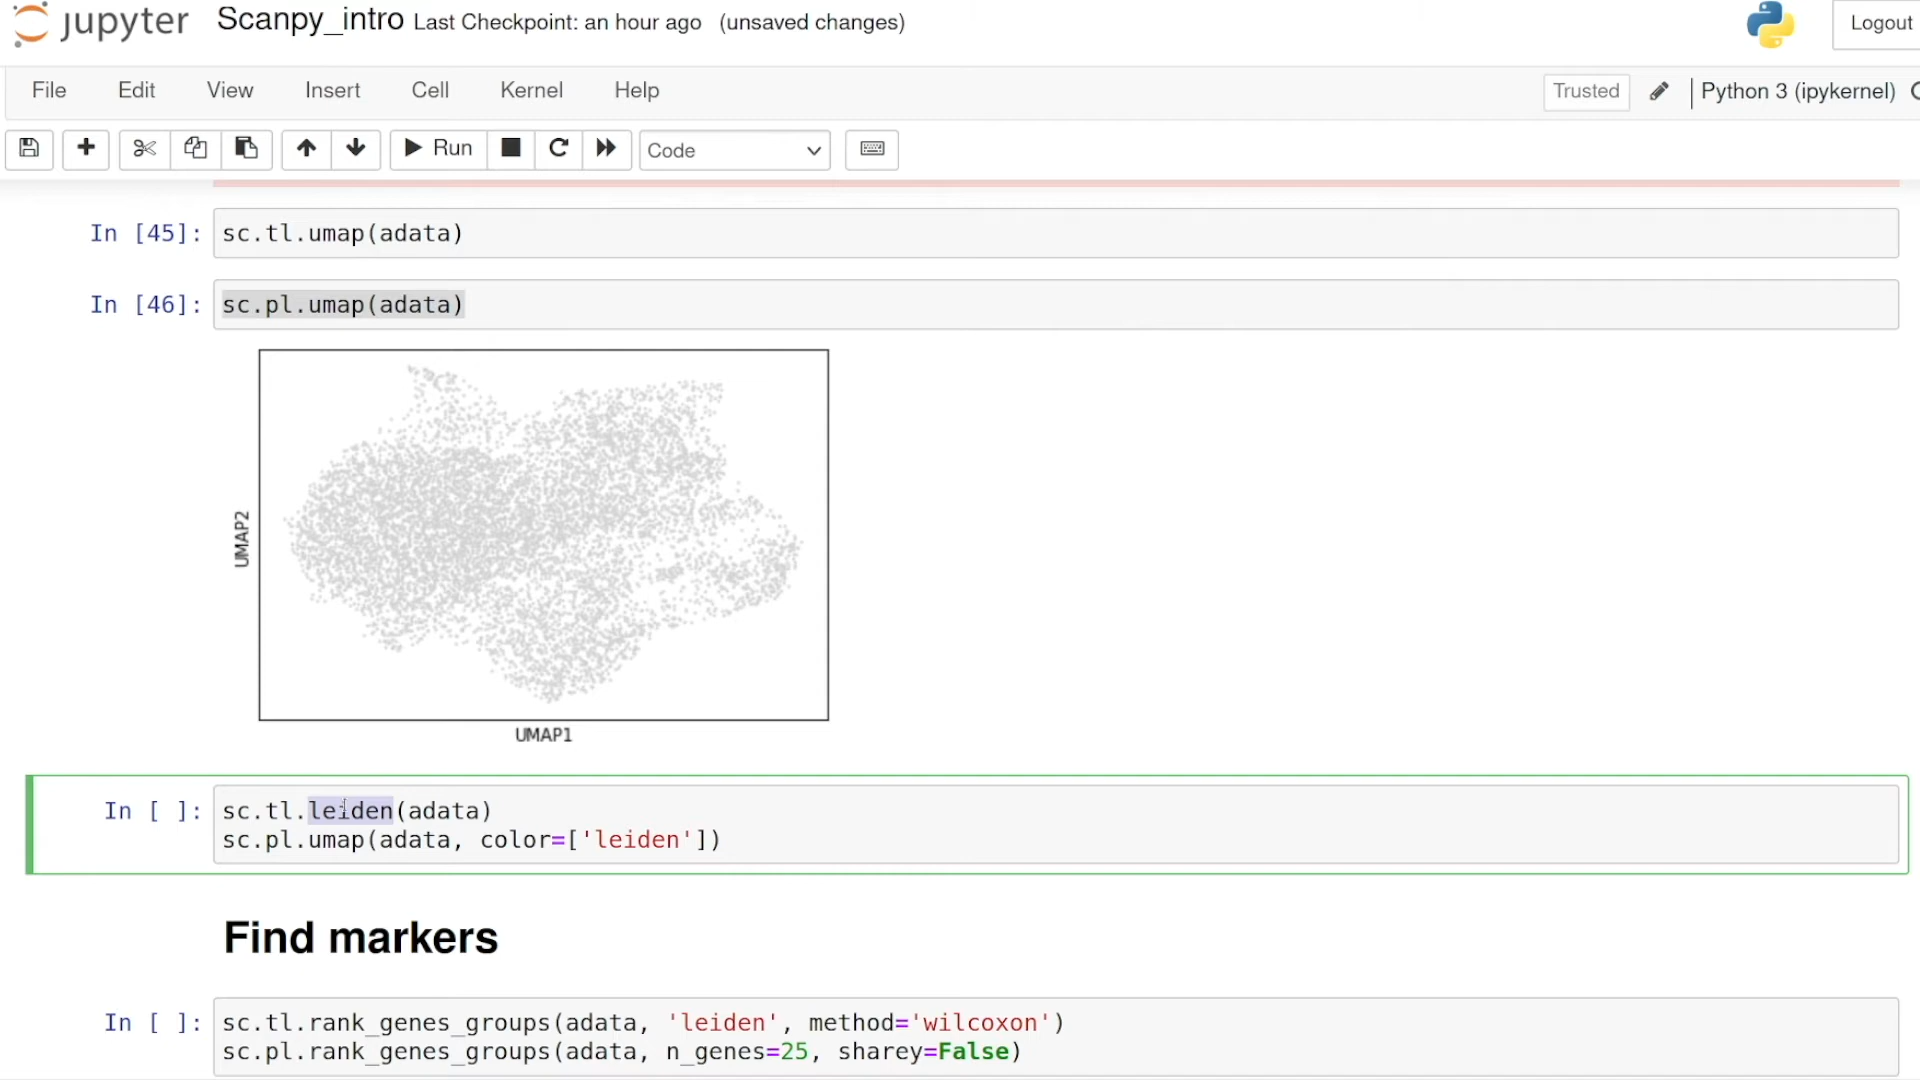 jupyter Scanpy_intro Last Checkpoint: an hour ago (unsaved changes)
Logout
File Edit View Insert Cell Kernel Help
Trusted
Python 3 (ipykernel)
Run
Code
In [45]: sc.tl.umap(adata)
In [46]: sc.pl.umap(adata)
UMAP2
UMAP1
In [ ]: sc.tl.leiden(adata)
sc.pl.umap(adata, color=['leiden'])
Find markers
In [ ]: sc.tl.rank_genes_groups(adata, 'leiden', method='wilcoxon')
sc.pl.rank_genes_groups(adata, n_genes=25, sharey=False)